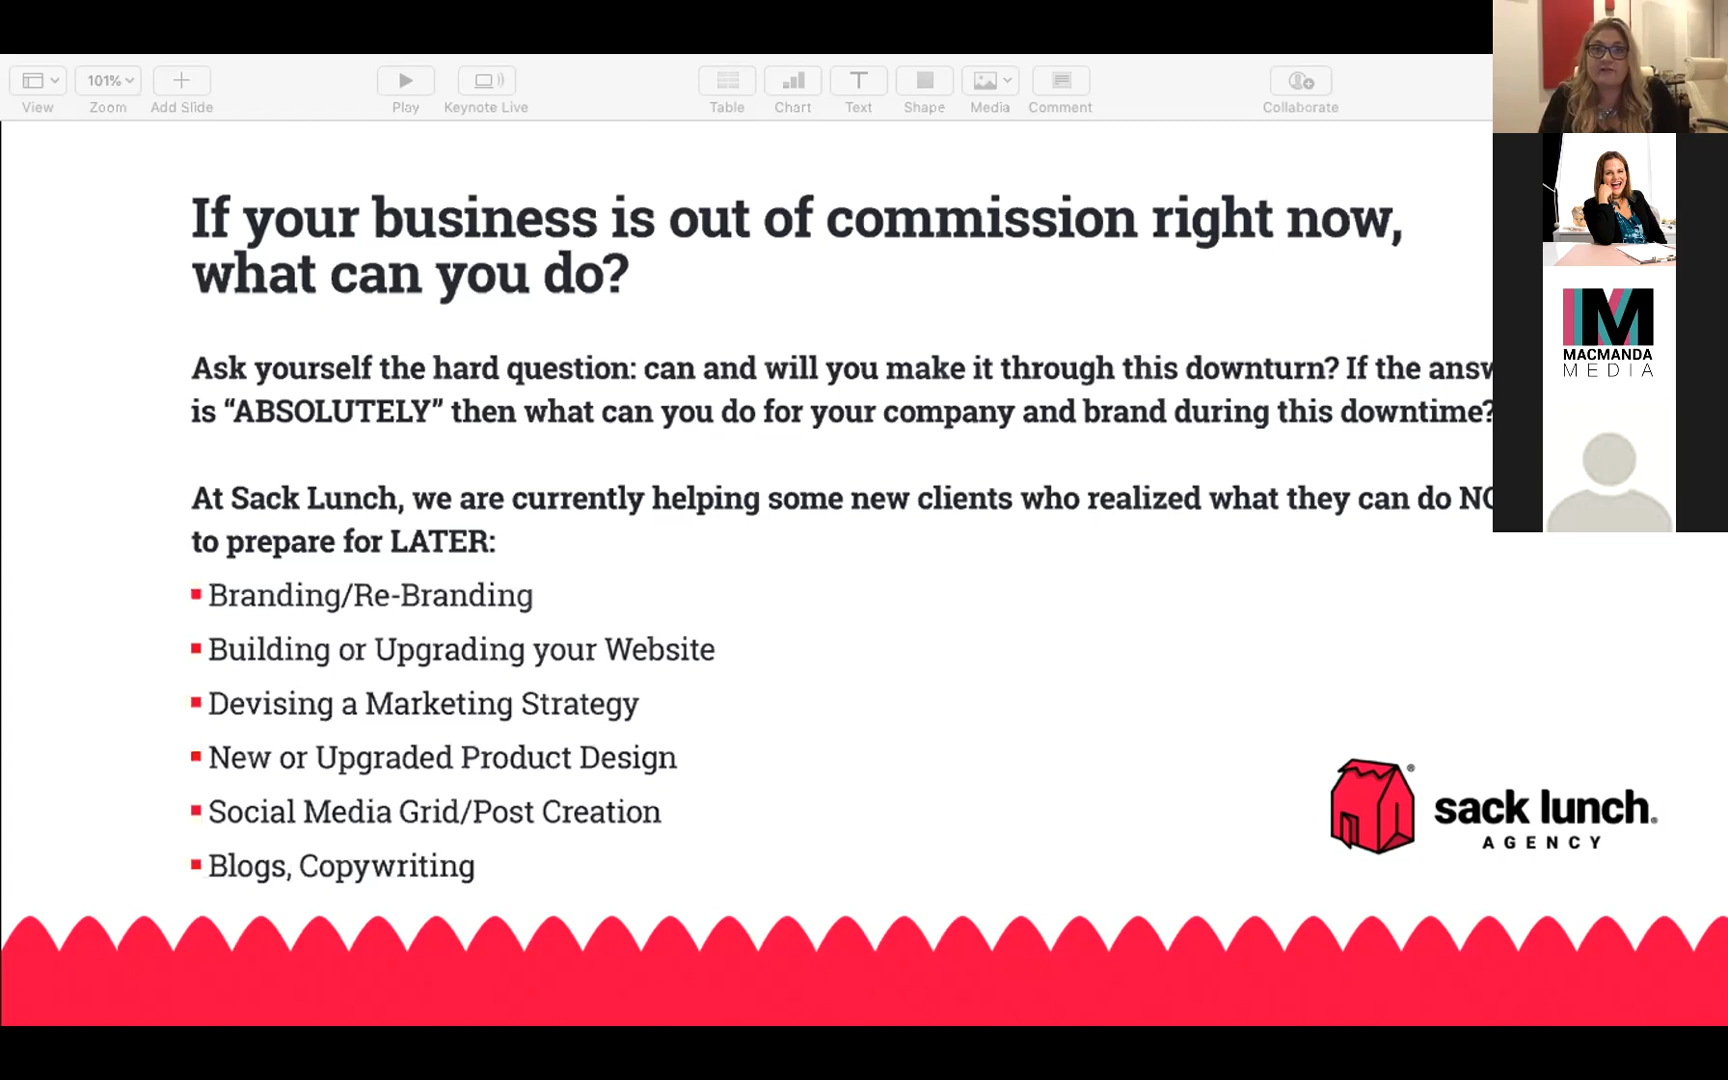 101%
View
Zoom
Add Slide
Play
Keynote Live
Table
Chart
Text
Shape
Media
Comment
Collaborate
If your business is out of commission right now,
what can you do?
Ask yourself the hard question: can and will you make it through this downturn? If the
is “ABSOLUTELY” then what can you do for your company and brand during this downtime?
At Sack Lunch, we are currently helping some new clients who realized what they can do
to prepare for LATER:
Branding/Re-Branding
Building or Upgrading your Website
Devising a Marketing Strategy
New or Upgraded Product Design
Social Media Grid/Post Creation
Blogs, Copywriting
sack lunch®
AGENCY
M
MACMANDA
MEDIA